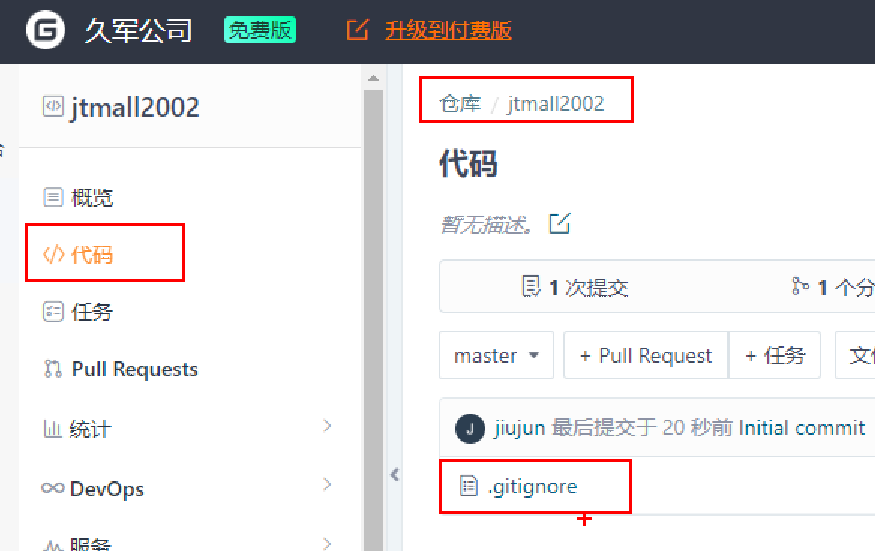 G 久军公司 免费版 升级到付费版
jtmall2002
概览
代码
任务
Pull Requests
统计
DevOps
服务
仓库 / jtmall2002
代码
暂无描述。
1 次提交 1 个分
master + Pull Request + 任务 文
J jiujun 最后提交于 20 秒前 Initial commit
.gitignore